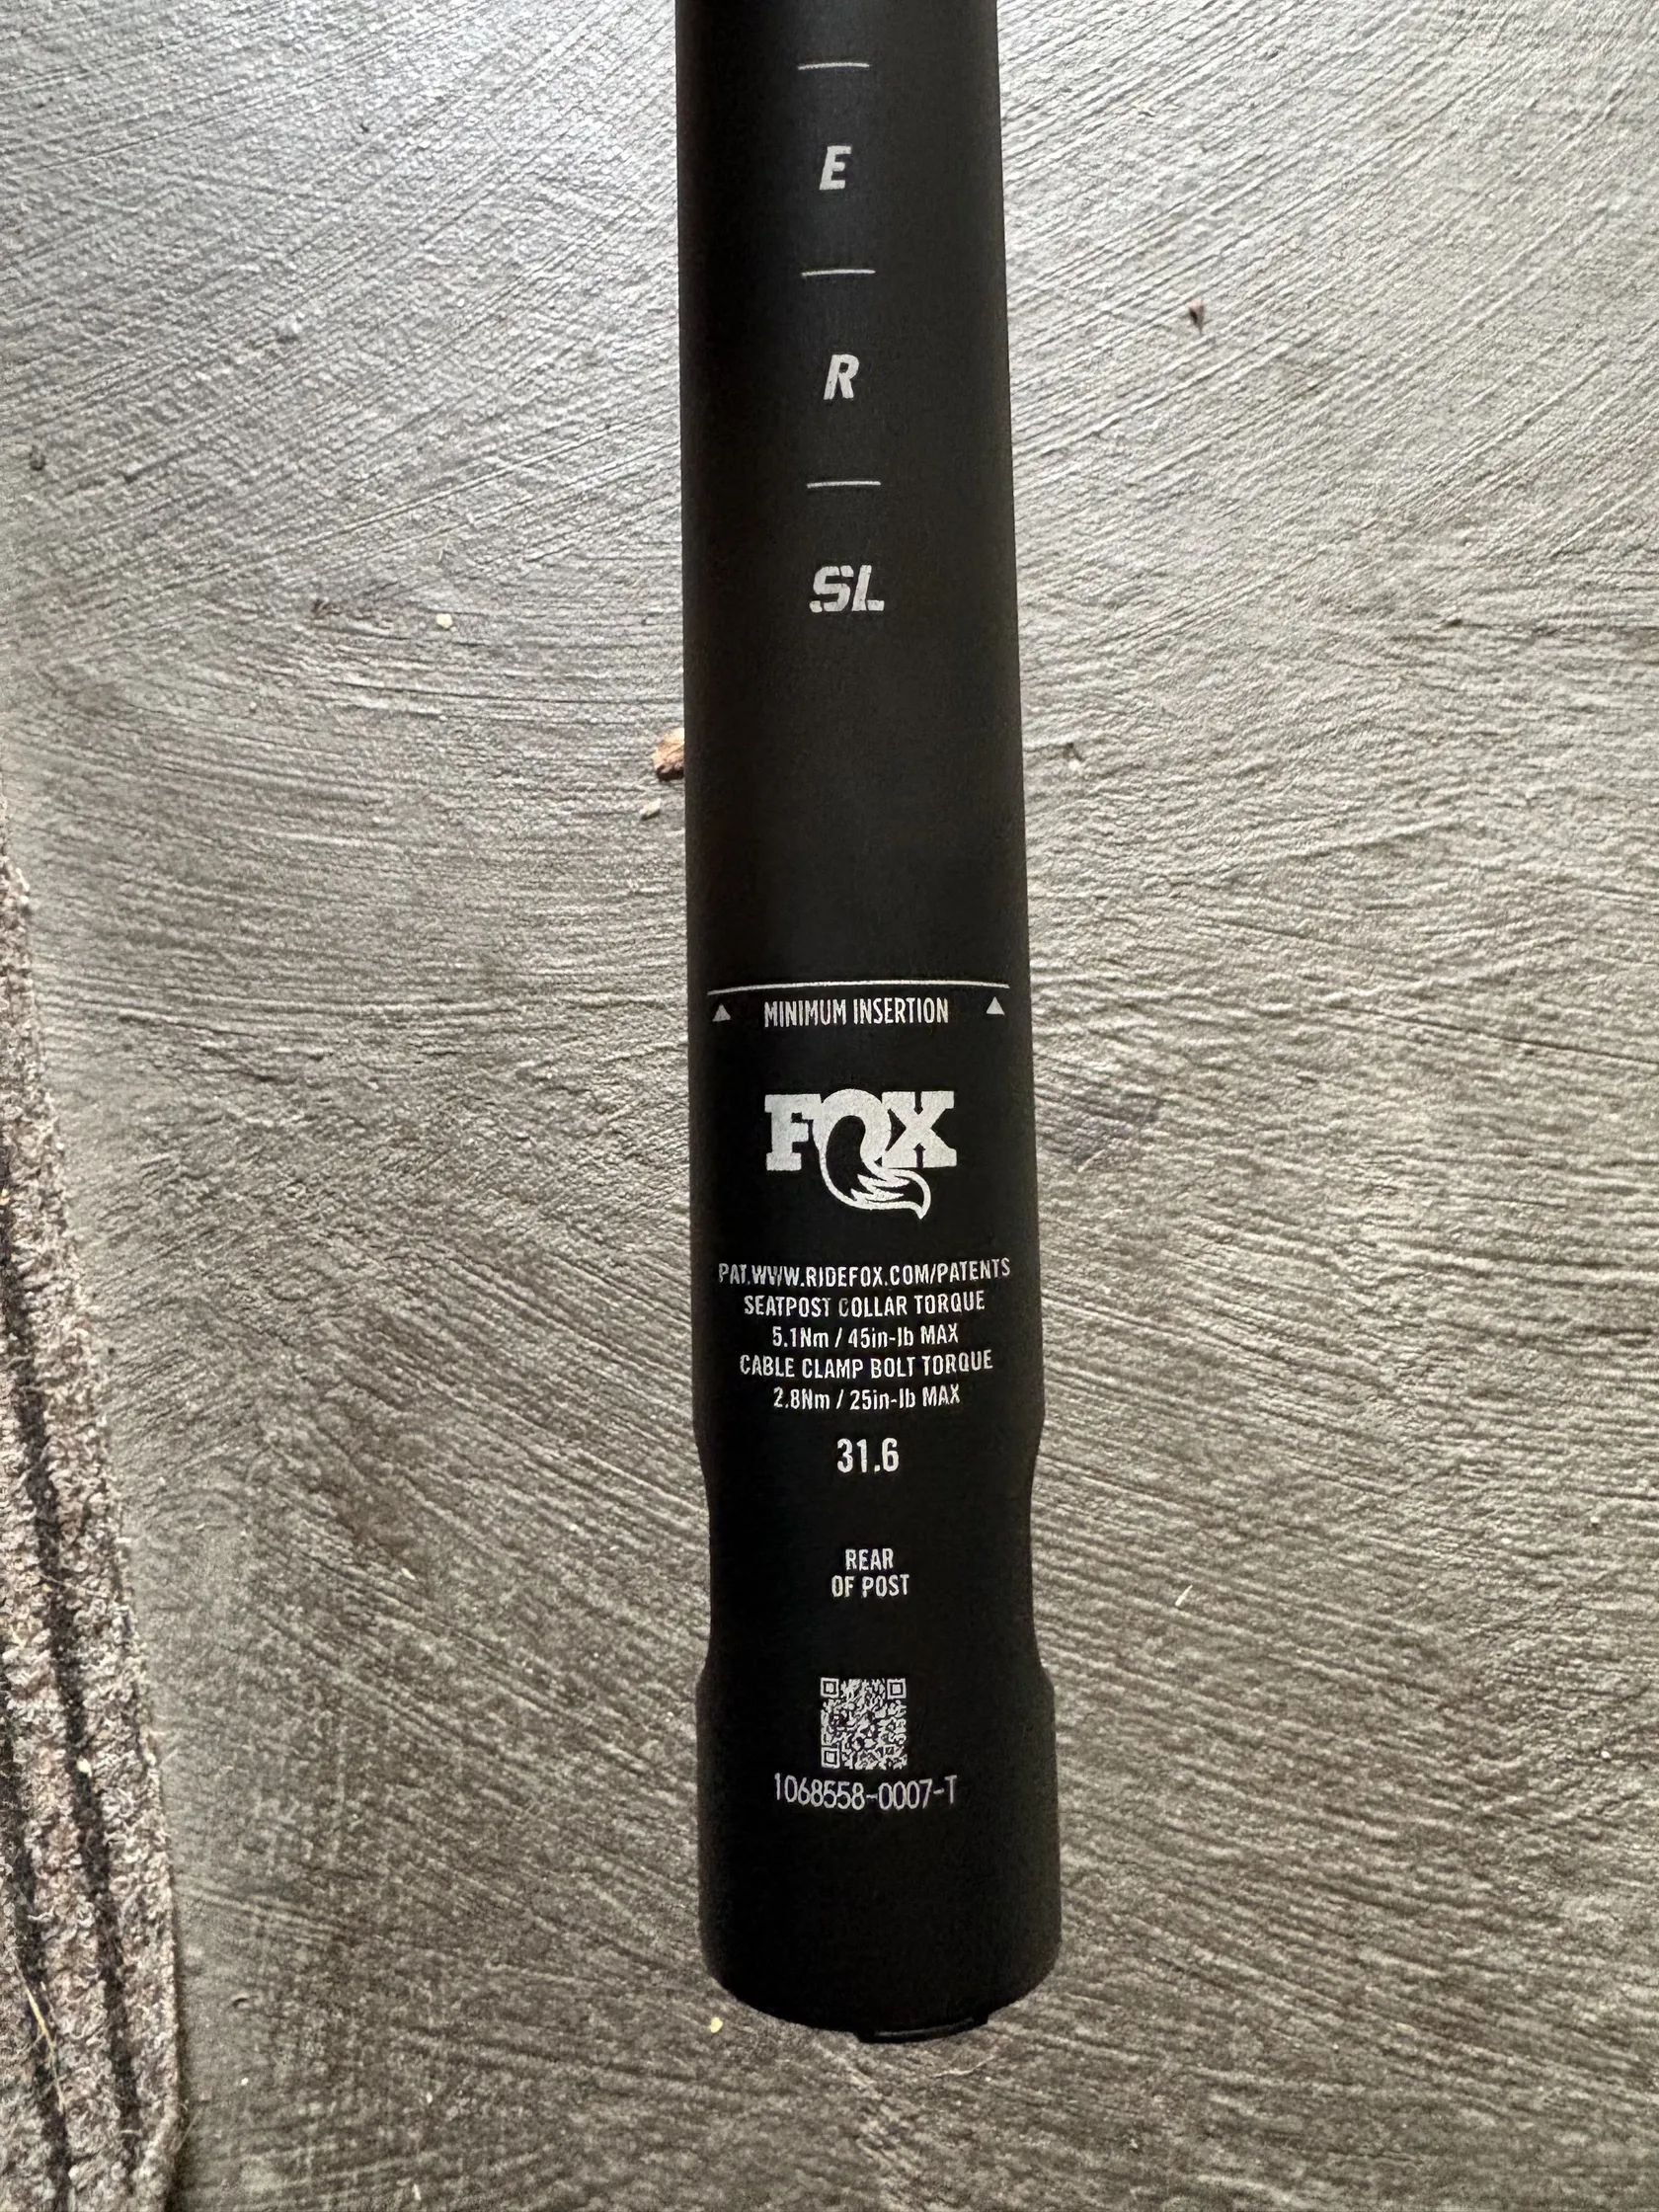 E
R
SL
MINIMUM INSERTION
FOX
PAT.WWW.RIDEFOX.COM/PATENTS
SEATPOST COLLAR TORQUE
5.1Nm / 45in-lb MAX
CABLE CLAMP BOLT TORQUE
2.8Nm / 25in-lb MAX
31.6
REAR
OF POST
1068558-0007-T